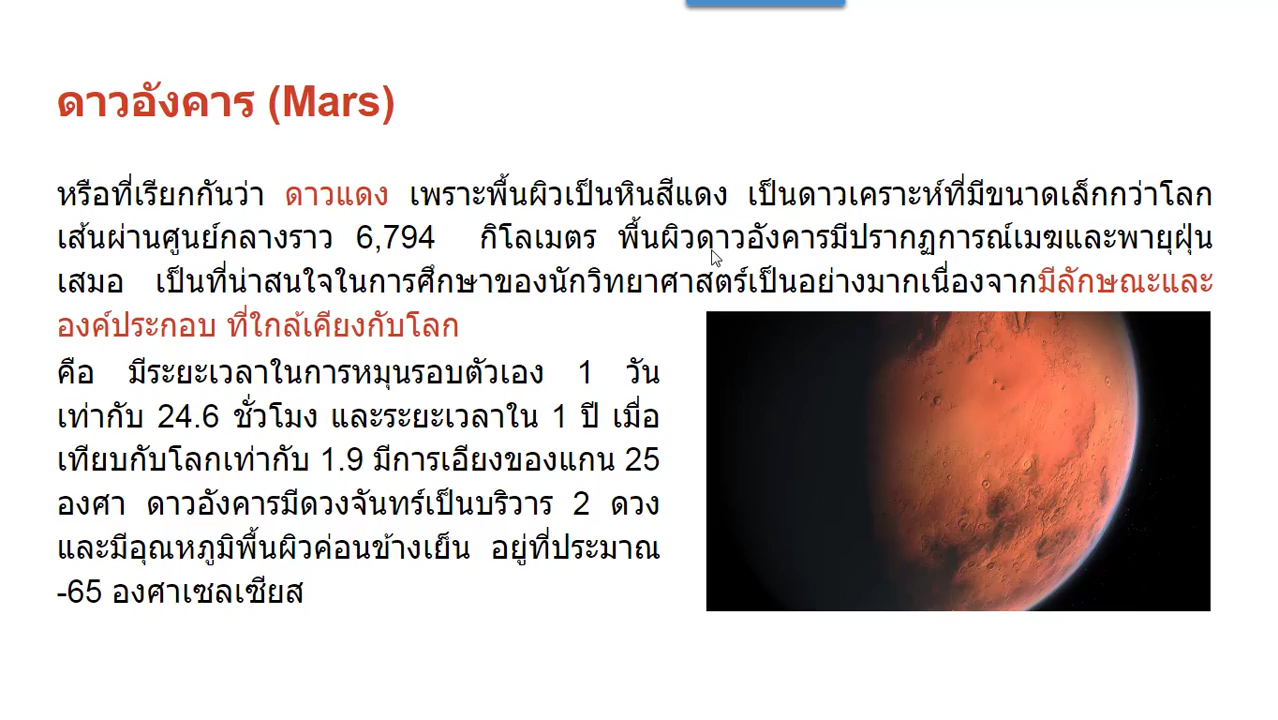 ดาวอังคาร (Mars)
หรือที่เรียกกันว่า ดาวแดง เพราะพื้นผิวเป็นหินสีแดง เป็นดาวเคราะห์ที่มีขนาดเล็กกว่าโลก
เส้นผ่านศูนย์กลางราว 6,794 กิโลเมตร พื้นผิวดาวอังคารมีปรากฏการณ์เมฆและพายุฝุ่น
เสมอ เป็นที่น่าสนใจในการศึกษาของนักวิทยาศาสตร์เป็นอย่างมากเนื่องจากมีลักษณะและ
องค์ประกอบ ที่ใกล้เคียงกับโลก
คือ มีระยะเวลาในการหมุนรอบตัวเอง 1 วัน
เท่ากับ 24.6 ชั่วโมง และระยะเวลาใน 1 ปี เมื่อ
เทียบกับโลกเท่ากับ 1.9 มีการเอียงของแกน 25
องศา ดาวอังคารมีดวงจันทร์เป็นบริวาร 2 ดวง
และมีอุณหภูมิพื้นผิวค่อนข้างเย็น อยู่ที่ประมาณ
-65 องศาเซลเซียส